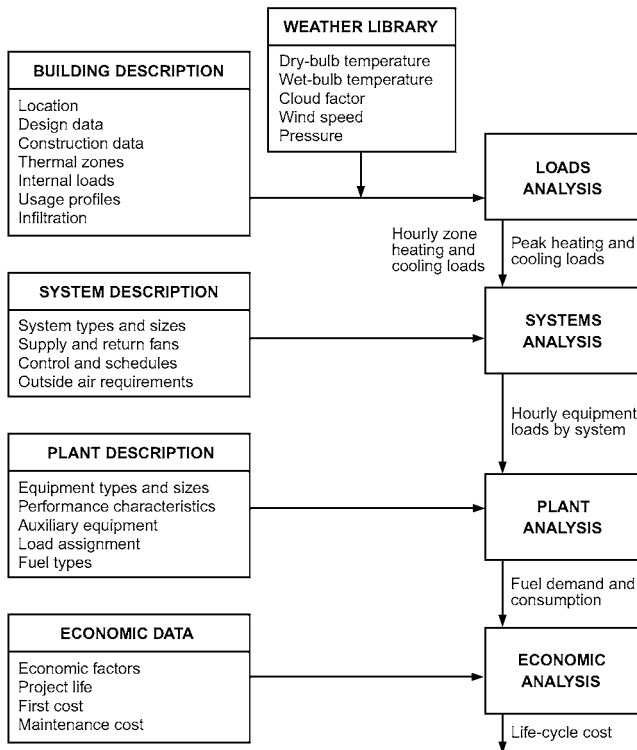 WEATHER LIBRARY
Dry-bulb temperature
Wet-bulb temperature
Cloud factor
Wind speed
Pressure
BUILDING DESCRIPTION
Location
Design data
Construction data
Thermal zones
Internal loads
Usage profiles
Infiltration
LOADS
ANALYSIS
Hourly zone
heating and
cooling loads
Peak heating and
cooling loads
SYSTEM DESCRIPTION
System types and sizes
Supply and return fans
Control and schedules
Outside air requirements
SYSTEMS
ANALYSIS
Hourly equipment
loads by system
PLANT DESCRIPTION
Equipment types and sizes
Performance characteristics
Auxiliary equipment
Load assignment
Fuel types
PLANT
ANALYSIS
Fuel demand and
consumption
ECONOMIC DATA
Economic factors
Project life
First cost
Maintenance cost
ECONOMIC
ANALYSIS
Life-cycle cost